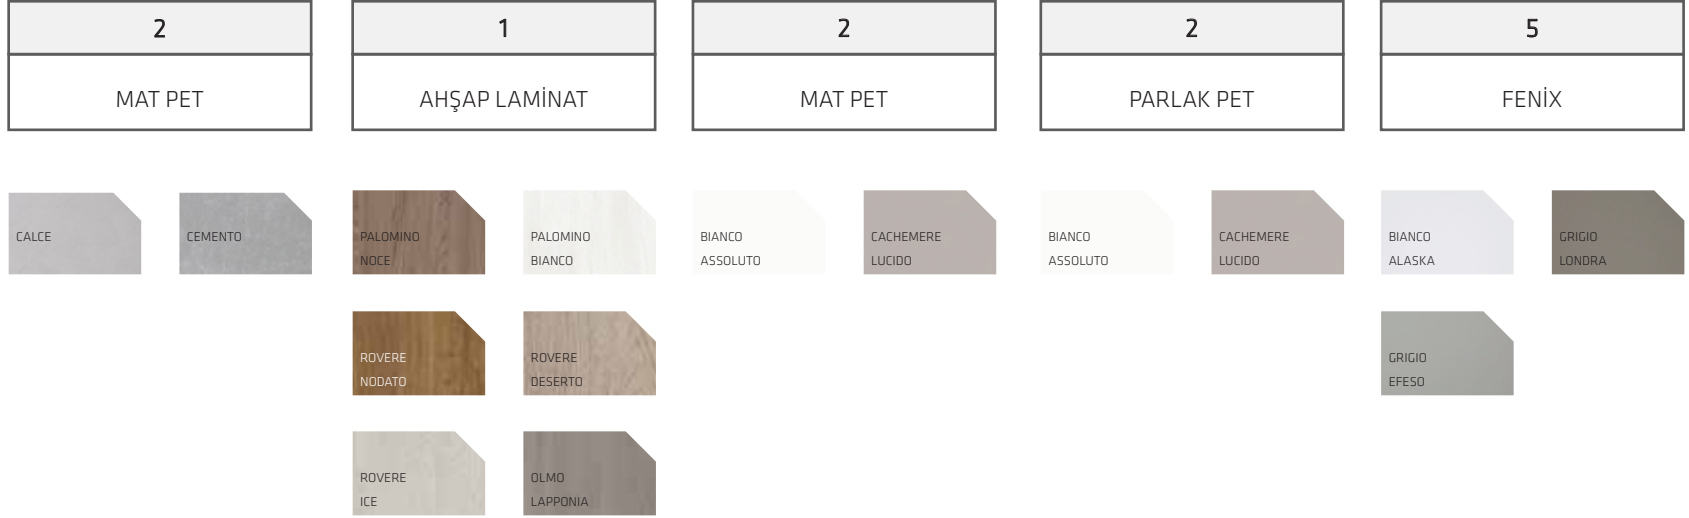 2
MAT PET
CALCE
CEMENTO
1
AHŞAP LAMİNAT
PALOMINO
NOCE
PALOMINO
BIANCO
ROVERE
NODATO
ROVERE
DESERTO
ROVERE
ICE
OLMO
LAPPONIA
2
MAT PET
BIANCO
ASSOLUTO
CACHEMERE
LUCIDO
2
PARLAK PET
BIANCO
ASSOLUTO
CACHEMERE
LUCIDO
5
FENİX
BIANCO
ALASKA
GRIGIO
LONDRA
GRIGIO
EFESO